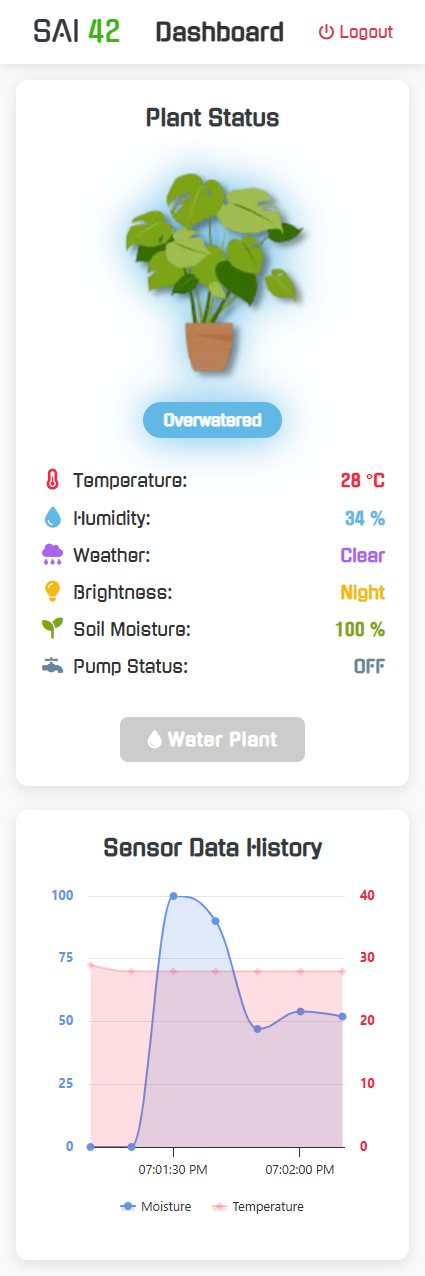 SAI 42 Dashboard Logout
Plant Status
Overwatered
Temperature: 28 °C
Humidity: 34 %
Weather: Clear
Brightness: Night
Soil Moisture: 100 %
Pump Status: OFF
Water Plant
Sensor Data History
100 40
75 30
50 20
25 10
0 0
07:01:30 PM 07:02:00 PM
Moisture Temperature